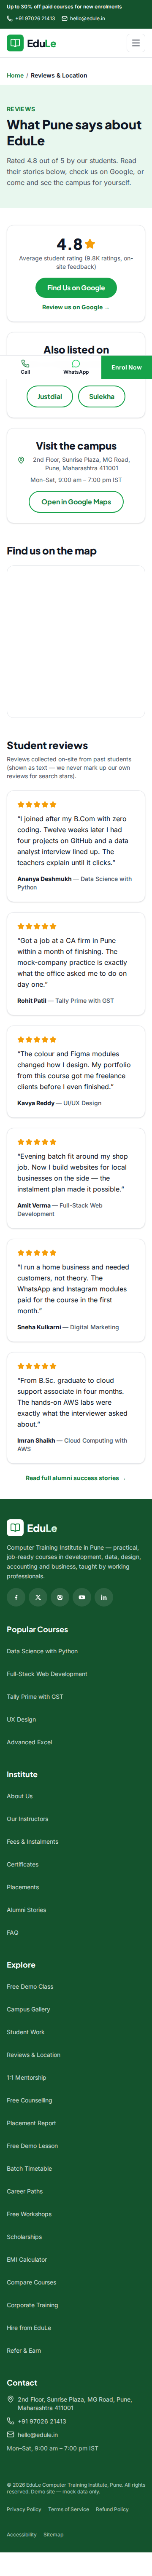 Up to 30% off paid courses for new enrolments
+91 97026 21413 hello@edule.in
EduLe
Home / Reviews & Location
REVIEWS
What Pune says about
EduLe
Rated 4.8 out of 5 by our students. Read
their stories below, check us on Google, or
come and see the campus for yourself.
4.8
Average student rating (9.8K ratings, on-
site feedback)
Find Us on Google
Review us on Google →
Also listed on
Call
WhatsApp
Enrol Now
Justdial
Sulekha
Visit the campus
2nd Floor, Sunrise Plaza, MG Road,
Pune, Maharashtra 411001
Mon–Sat, 9:00 am – 7:00 pm IST
Open in Google Maps
Find us on the map
Student reviews
Reviews collected on-site from past students
(shown as text — we never mark up our own
reviews for search stars).
“I joined after my B.Com with zero
coding. Twelve weeks later I had
four projects on GitHub and a data
analyst interview lined up. The
teachers explain until it clicks.”
Ananya Deshmukh — Data Science with
Python
“Got a job at a CA firm in Pune
within a month of finishing. The
mock-company practice is exactly
what the office asked me to do on
day one.”
Rohit Patil — Tally Prime with GST
“The colour and Figma modules
changed how I design. My portfolio
from this course got me freelance
clients before I even finished.”
Kavya Reddy — UI/UX Design
“Evening batch fit around my shop
job. Now I build websites for local
businesses on the side — the
instalment plan made it possible.”
Amit Verma — Full-Stack Web
Development
“I run a home business and needed
customers, not theory. The
WhatsApp and Instagram modules
paid for the course in the first
month.”
Sneha Kulkarni — Digital Marketing
“From B.Sc. graduate to cloud
support associate in four months.
The hands-on AWS labs were
exactly what the interviewer asked
about.”
Imran Shaikh — Cloud Computing with
AWS
Read full alumni success stories →
EduLe
Computer Training Institute in Pune — practical,
job-ready courses in development, data, design,
accounting and business, taught by working
professionals.
Popular Courses
Data Science with Python
Full-Stack Web Development
Tally Prime with GST
UX Design
Advanced Excel
Institute
About Us
Our Instructors
Fees & Instalments
Certificates
Placements
Alumni Stories
FAQ
Explore
Free Demo Class
Campus Gallery
Student Work
Reviews & Location
1:1 Mentorship
Free Counselling
Placement Report
Free Demo Lesson
Batch Timetable
Career Paths
Free Workshops
Scholarships
EMI Calculator
Compare Courses
Corporate Training
Hire from EduLe
Refer & Earn
Contact
2nd Floor, Sunrise Plaza, MG Road, Pune,
Maharashtra 411001
+91 97026 21413
hello@edule.in
Mon–Sat, 9:00 am – 7:00 pm IST
© 2026 EduLe Computer Training Institute, Pune. All rights
reserved. Demo site — mock data only.
Privacy Policy Terms of Service Refund Policy
Accessibility Sitemap